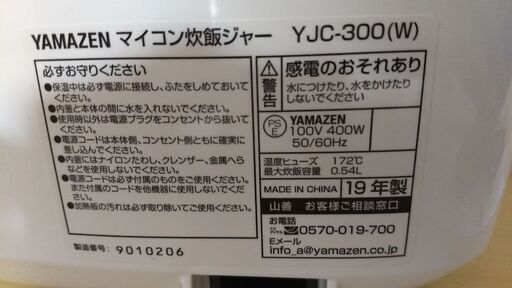 YAMAZEN マイコン炊飯ジャー YJC-300(W)
必ずお守りください
●保温中は必ず電源に接続し、ふたをしめておいてください。
●内釜と本体の間に水を入れないでください。
●使用時以外は電源プラグをコンセントから抜いてください。
●電源コードは本体側、コンセント側ともに確実に差し込んでください。
●内釜にはナイロンたわし、クレンザー、金属へらなどを使用しないでください。
●電源コードは必ず付属のものをご使用ください。また付属のコードを他機器に使用しないでください。
●加熱板の汚れは必ず取り除いてご使用ください。
製造番号: 9010206
警告
感電のおそれあり
水につけたり、水をかけたりしないでください
PS
E
YAMAZEN
100V 400W
50/60Hz
温度ヒューズ 172℃
最大炊飯容量 0.54L
MADE IN CHINA 19年製
山善 お客様ご相談窓口
お電話
0570-019-700
Eメール
info_a@yamazen.co.jp